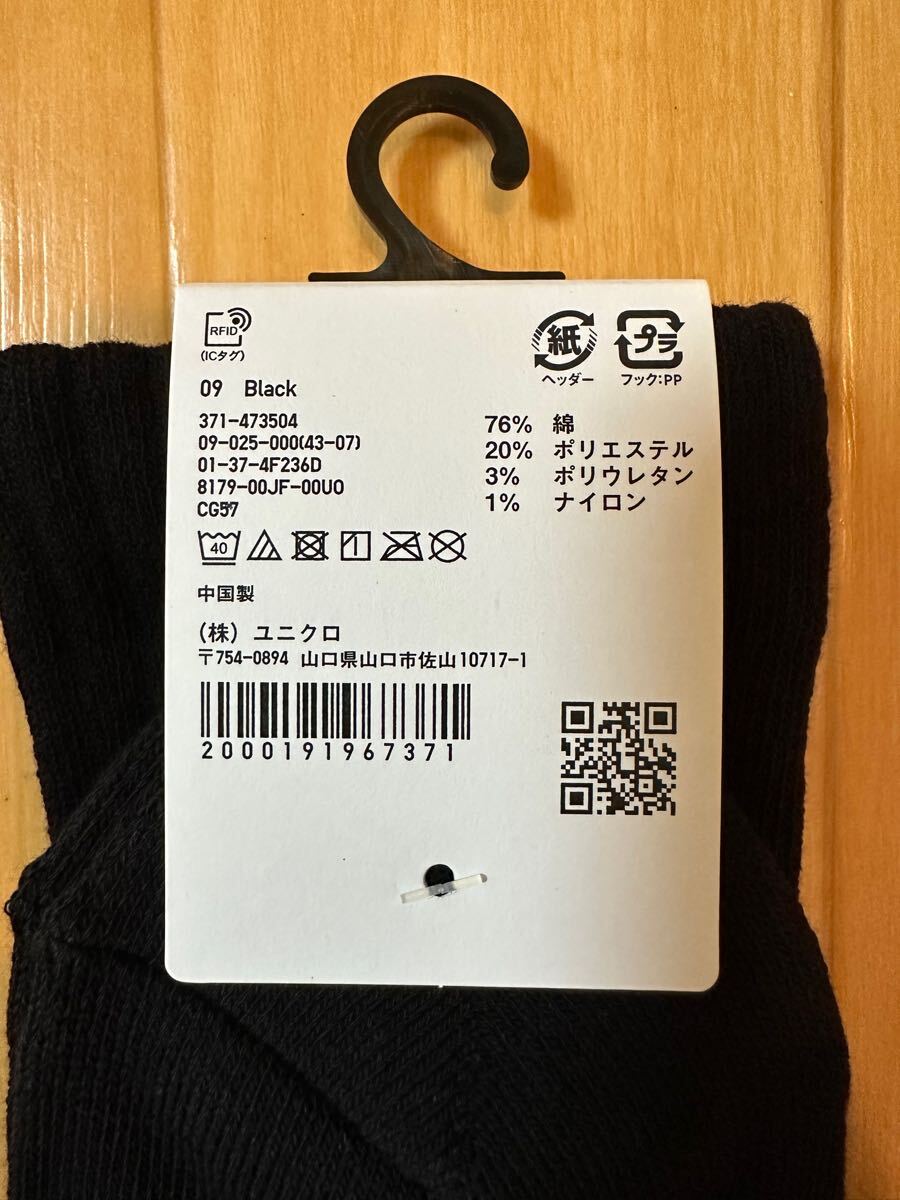 RFID
(ICタグ)
紙
ヘッダー
プラ
フック:PP
09 Black
371-473504
09-025-000(43-07)
01-37-4F236D
8179-00JF-00U0
76% 綿
20% ポリエステル
3% ポリウレタン
1% ナイロン
40
中国製
(株) ユニクロ
〒754-0894 山口県山口市佐山10717-1
2000191967371